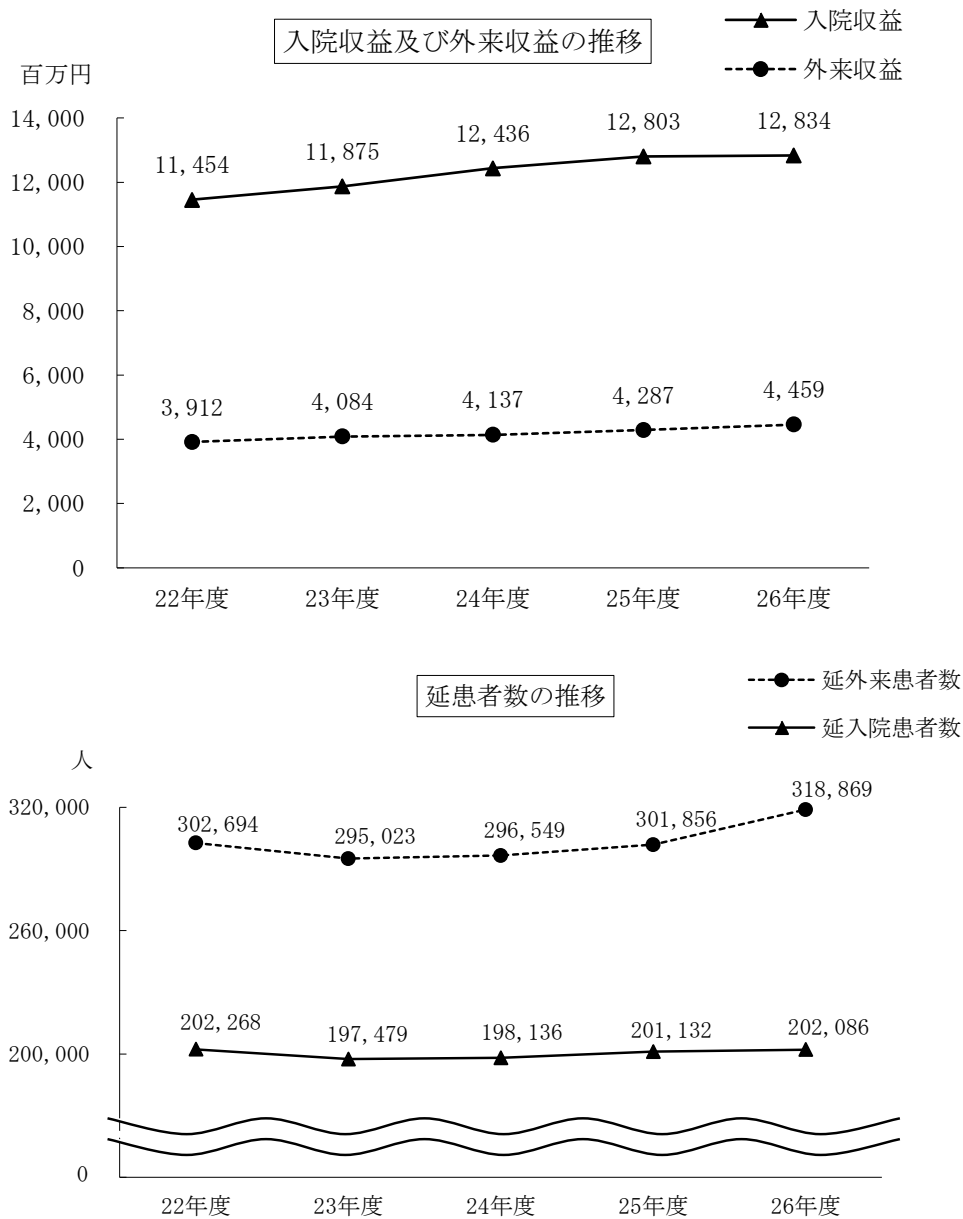 入院収益及び外来収益の推移
入院収益
外来収益
百万円
14,000
12,000
10,000
8,000
6,000
4,000
2,000
0
11,454
11,875
12,436
12,803
12,834
3,912
4,084
4,137
4,287
4,459
22年度
23年度
24年度
25年度
26年度
延患者数の推移
延外来患者数
延入院患者数
人
320,000
260,000
200,000
0
302,694
295,023
296,549
301,856
318,869
202,268
197,479
198,136
201,132
202,086
22年度
23年度
24年度
25年度
26年度